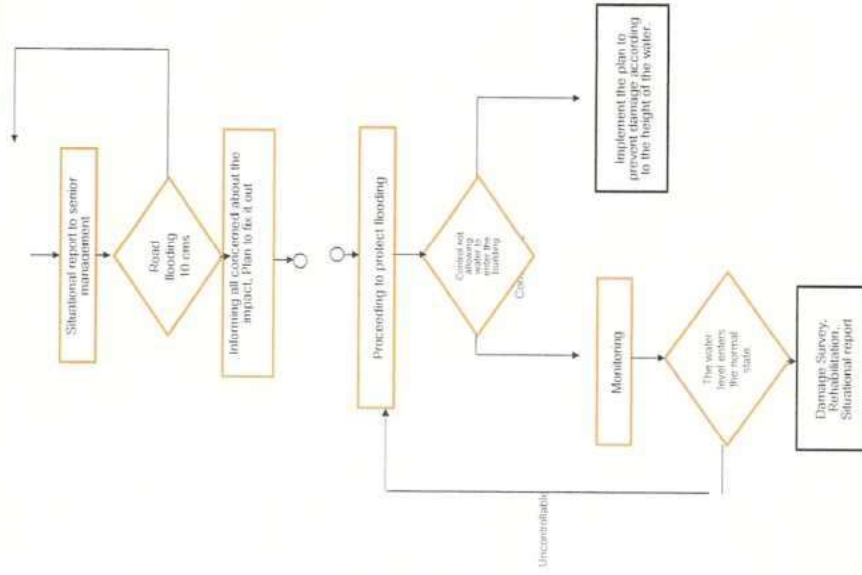 Situational report to senior
management
Road
flooding
10 cms
Informing all concerned about the
impact, Plan to fix it out
Proceeding to protect flooding
Control not
allowing
water to
enter the
building
Implement the plan to
prevent damage according
to the height of the water.
Monitoring
The water
level enters
the normal
state
Uncontrollable
Damage Survey,
Rehabilitation,
Situational report